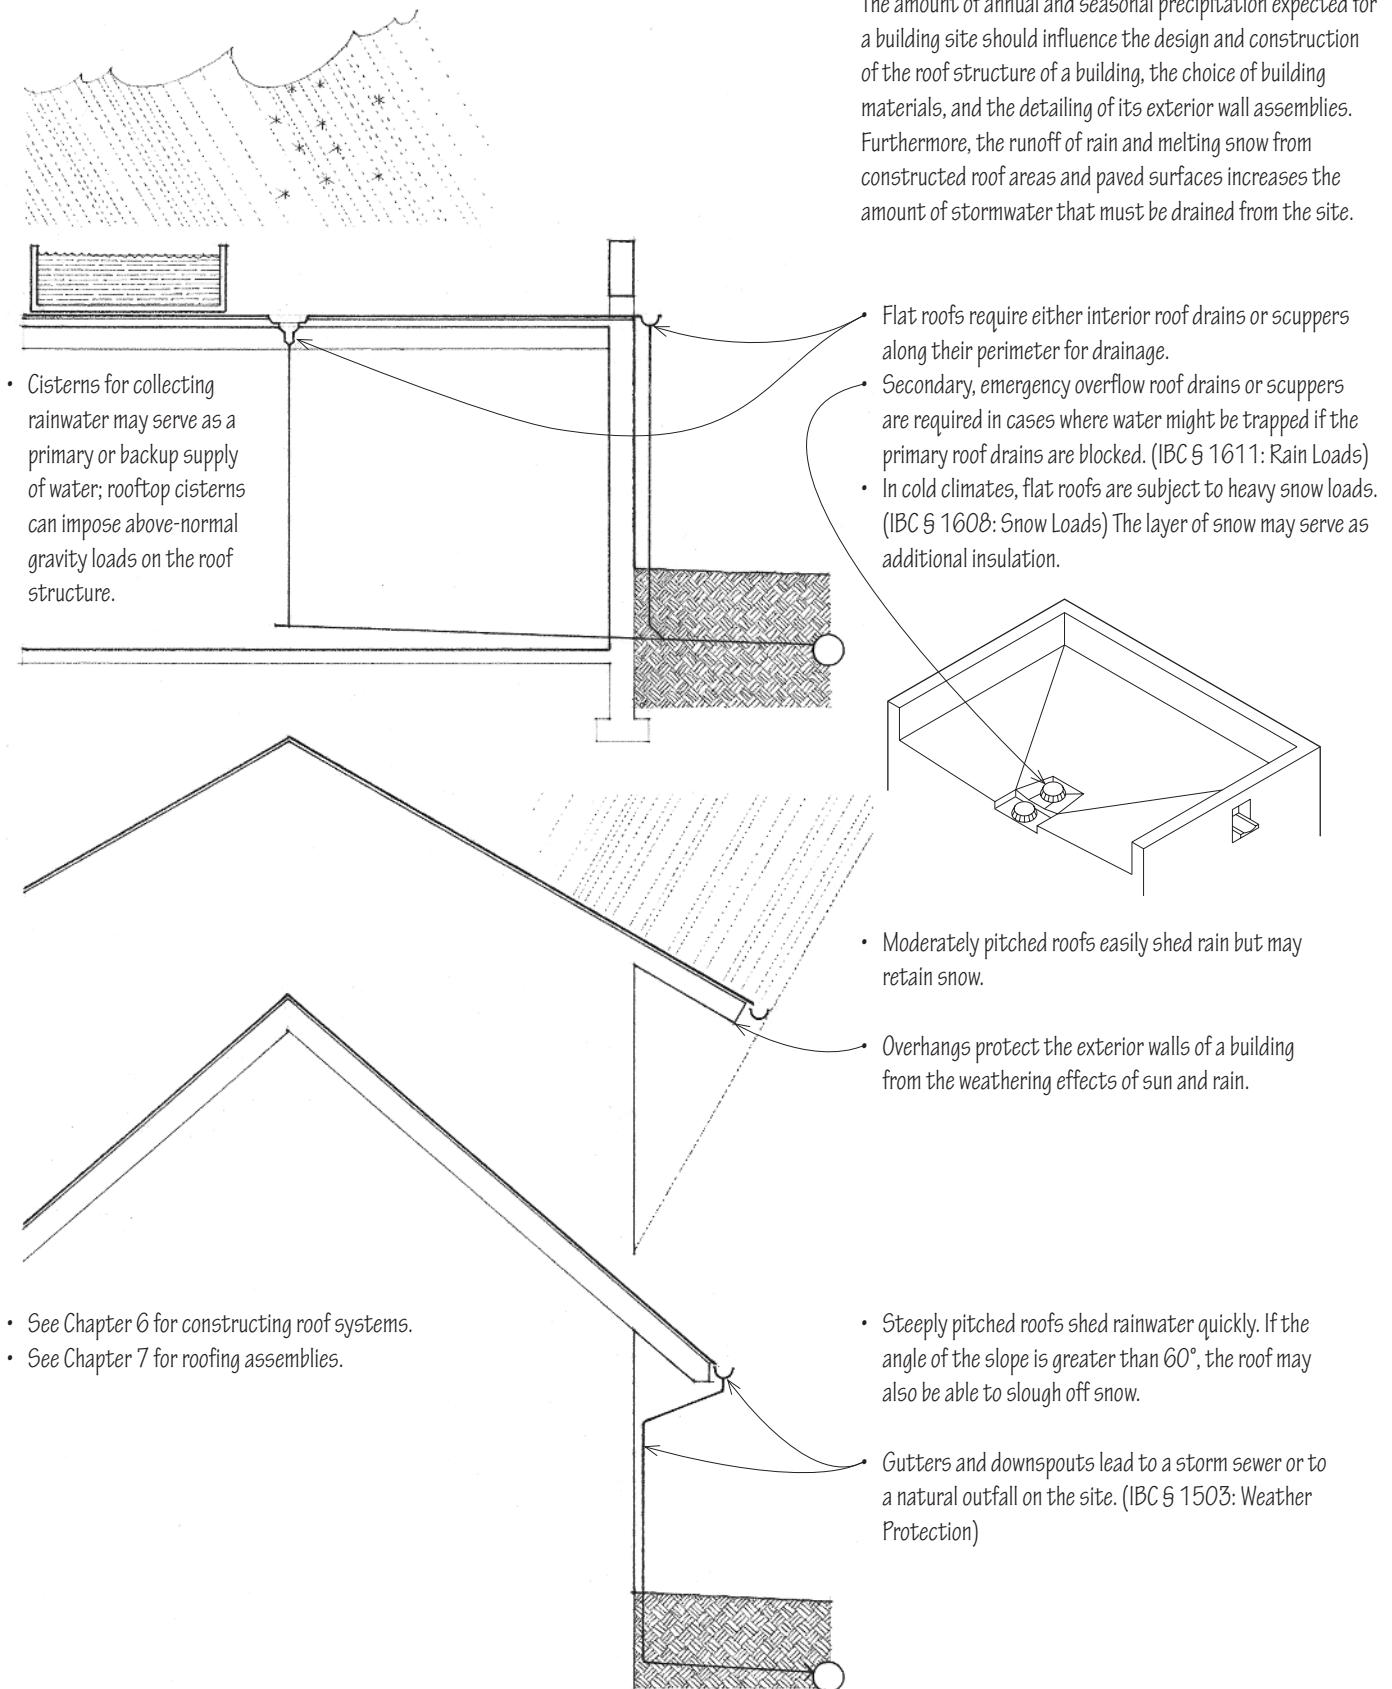 The amount of annual and seasonal precipitation expected for
a building site should influence the design and construction
of the roof structure of a building, the choice of building
materials, and the detailing of its exterior wall assemblies.
Furthermore, the runoff of rain and melting snow from
constructed roof areas and paved surfaces increases the
amount of stormwater that must be drained from the site.
• Flat roofs require either interior roof drains or scuppers
along their perimeter for drainage.
• Secondary, emergency overflow roof drains or scuppers
are required in cases where water might be trapped if the
primary roof drains are blocked. (IBC § 1611: Rain Loads)
• In cold climates, flat roofs are subject to heavy snow loads.
(IBC § 1608: Snow Loads) The layer of snow may serve as
additional insulation.
• Cisterns for collecting
rainwater may serve as a
primary or backup supply
of water; rooftop cisterns
can impose above-normal
gravity loads on the roof
structure.
• Moderately pitched roofs easily shed rain but may
retain snow.
• Overhangs protect the exterior walls of a building
from the weathering effects of sun and rain.
• See Chapter 6 for constructing roof systems.
• See Chapter 7 for roofing assemblies.
• Steeply pitched roofs shed rainwater quickly. If the
angle of the slope is greater than 60°, the roof may
also be able to slough off snow.
• Gutters and downspouts lead to a storm sewer or to
a natural outfall on the site. (IBC § 1503: Weather
Protection)